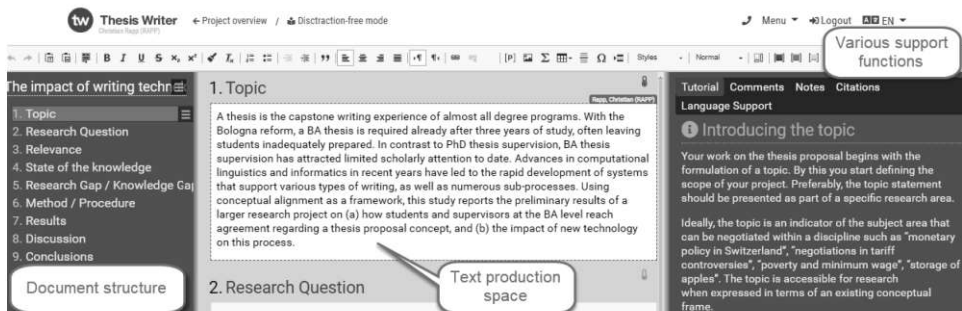 tw Thesis Writer
Christian Rapp (RAPP)
Project overview / Disctraction-free mode
Menu Logout EN
Various support
functions
B I U S x₂ x² Iₓ [P] Σ Ω Styles Normal
The impact of writing techn
1. Topic
2. Research Question
3. Relevance
4. State of the knowledge
5. Research Gap / Knowledge Gap
6. Method / Procedure
7. Results
8. Discussion
9. Conclusions
Document structure
1. Topic
Rapp, Christian (RAPP)
A thesis is the capstone writing experience of almost all degree programs. With the
Bologna reform, a BA thesis is required already after three years of study, often leaving
students inadequately prepared. In contrast to PhD thesis supervision, BA thesis
supervision has attracted limited scholarly attention to date. Advances in computational
linguistics and informatics in recent years have led to the rapid development of systems
that support various types of writing, as well as numerous sub-processes. Using
conceptual alignment as a framework, this study reports the preliminary results of a
larger research project on (a) how students and supervisors at the BA level reach
agreement regarding a thesis proposal concept, and (b) the impact of new technology
on this process.
Text production
space
2. Research Question
Tutorial Comments Notes Citations
Language Support
Introducing the topic
Your work on the thesis proposal begins with the
formulation of a topic. By this you start defining the
scope of your project. Preferably, the topic statement
should be presented as part of a specific research area.
Ideally, the topic is an indicator of the subject area that
can be negotiated within a discipline such as "monetary
policy in Switzerland", "negotiations in tariff
controversies", "poverty and minimum wage", "storage of
apples". The topic is accessible for research
when expressed in terms of an existing conceptual
frame.